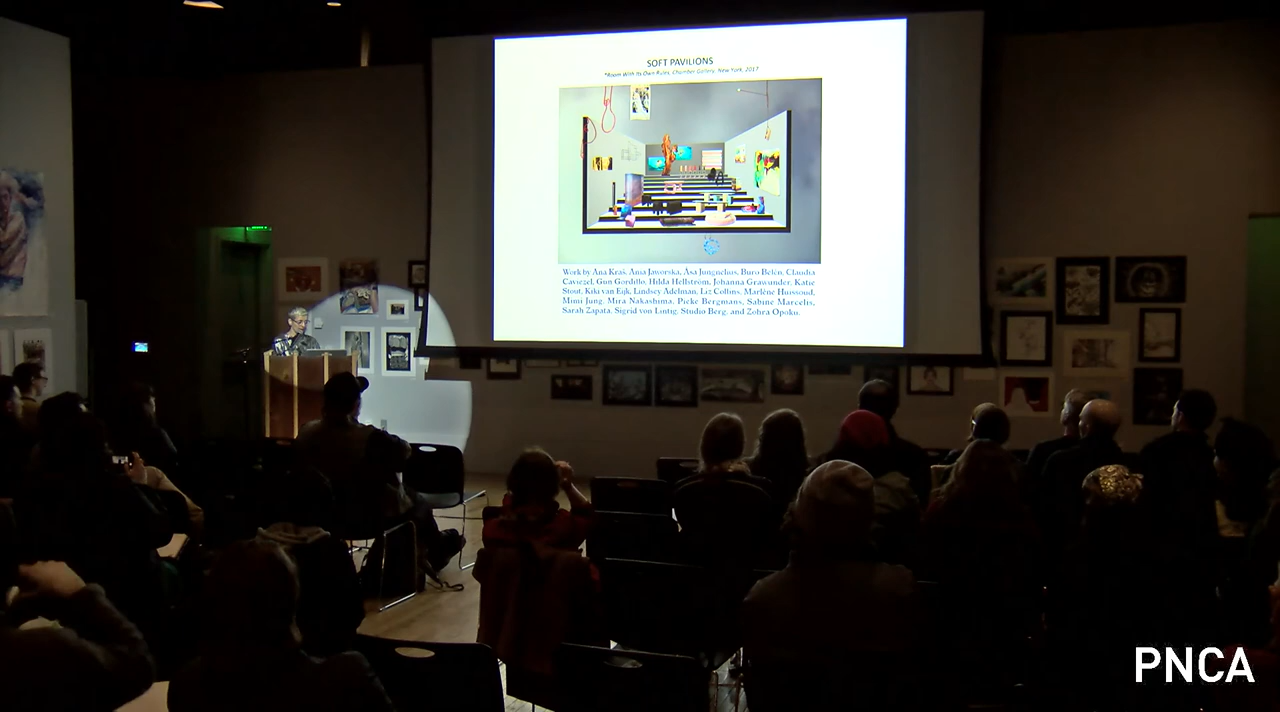 SOFT PAVILIONS
*Room With Its Own Rules, Chamber Gallery, New York, 2017
Work by Ana Kraš, Ania Jaworska, Åsa Jungnelius, Buro Belén, Claudia
Caviezel, Gun Gordillo, Hilda Hellström, Johanna Grawunder, Katie
Stout, Kiki van Eijk, Lindsey Adelman, Liz Collins, Marlène Huissoud,
Mimi Jung, Mira Nakashima, Pieke Bergmans, Sabine Marcelis,
Sarah Zapata, Sigrid von Lintig, Studio Berg, and Zohra Opoku.
PNCA